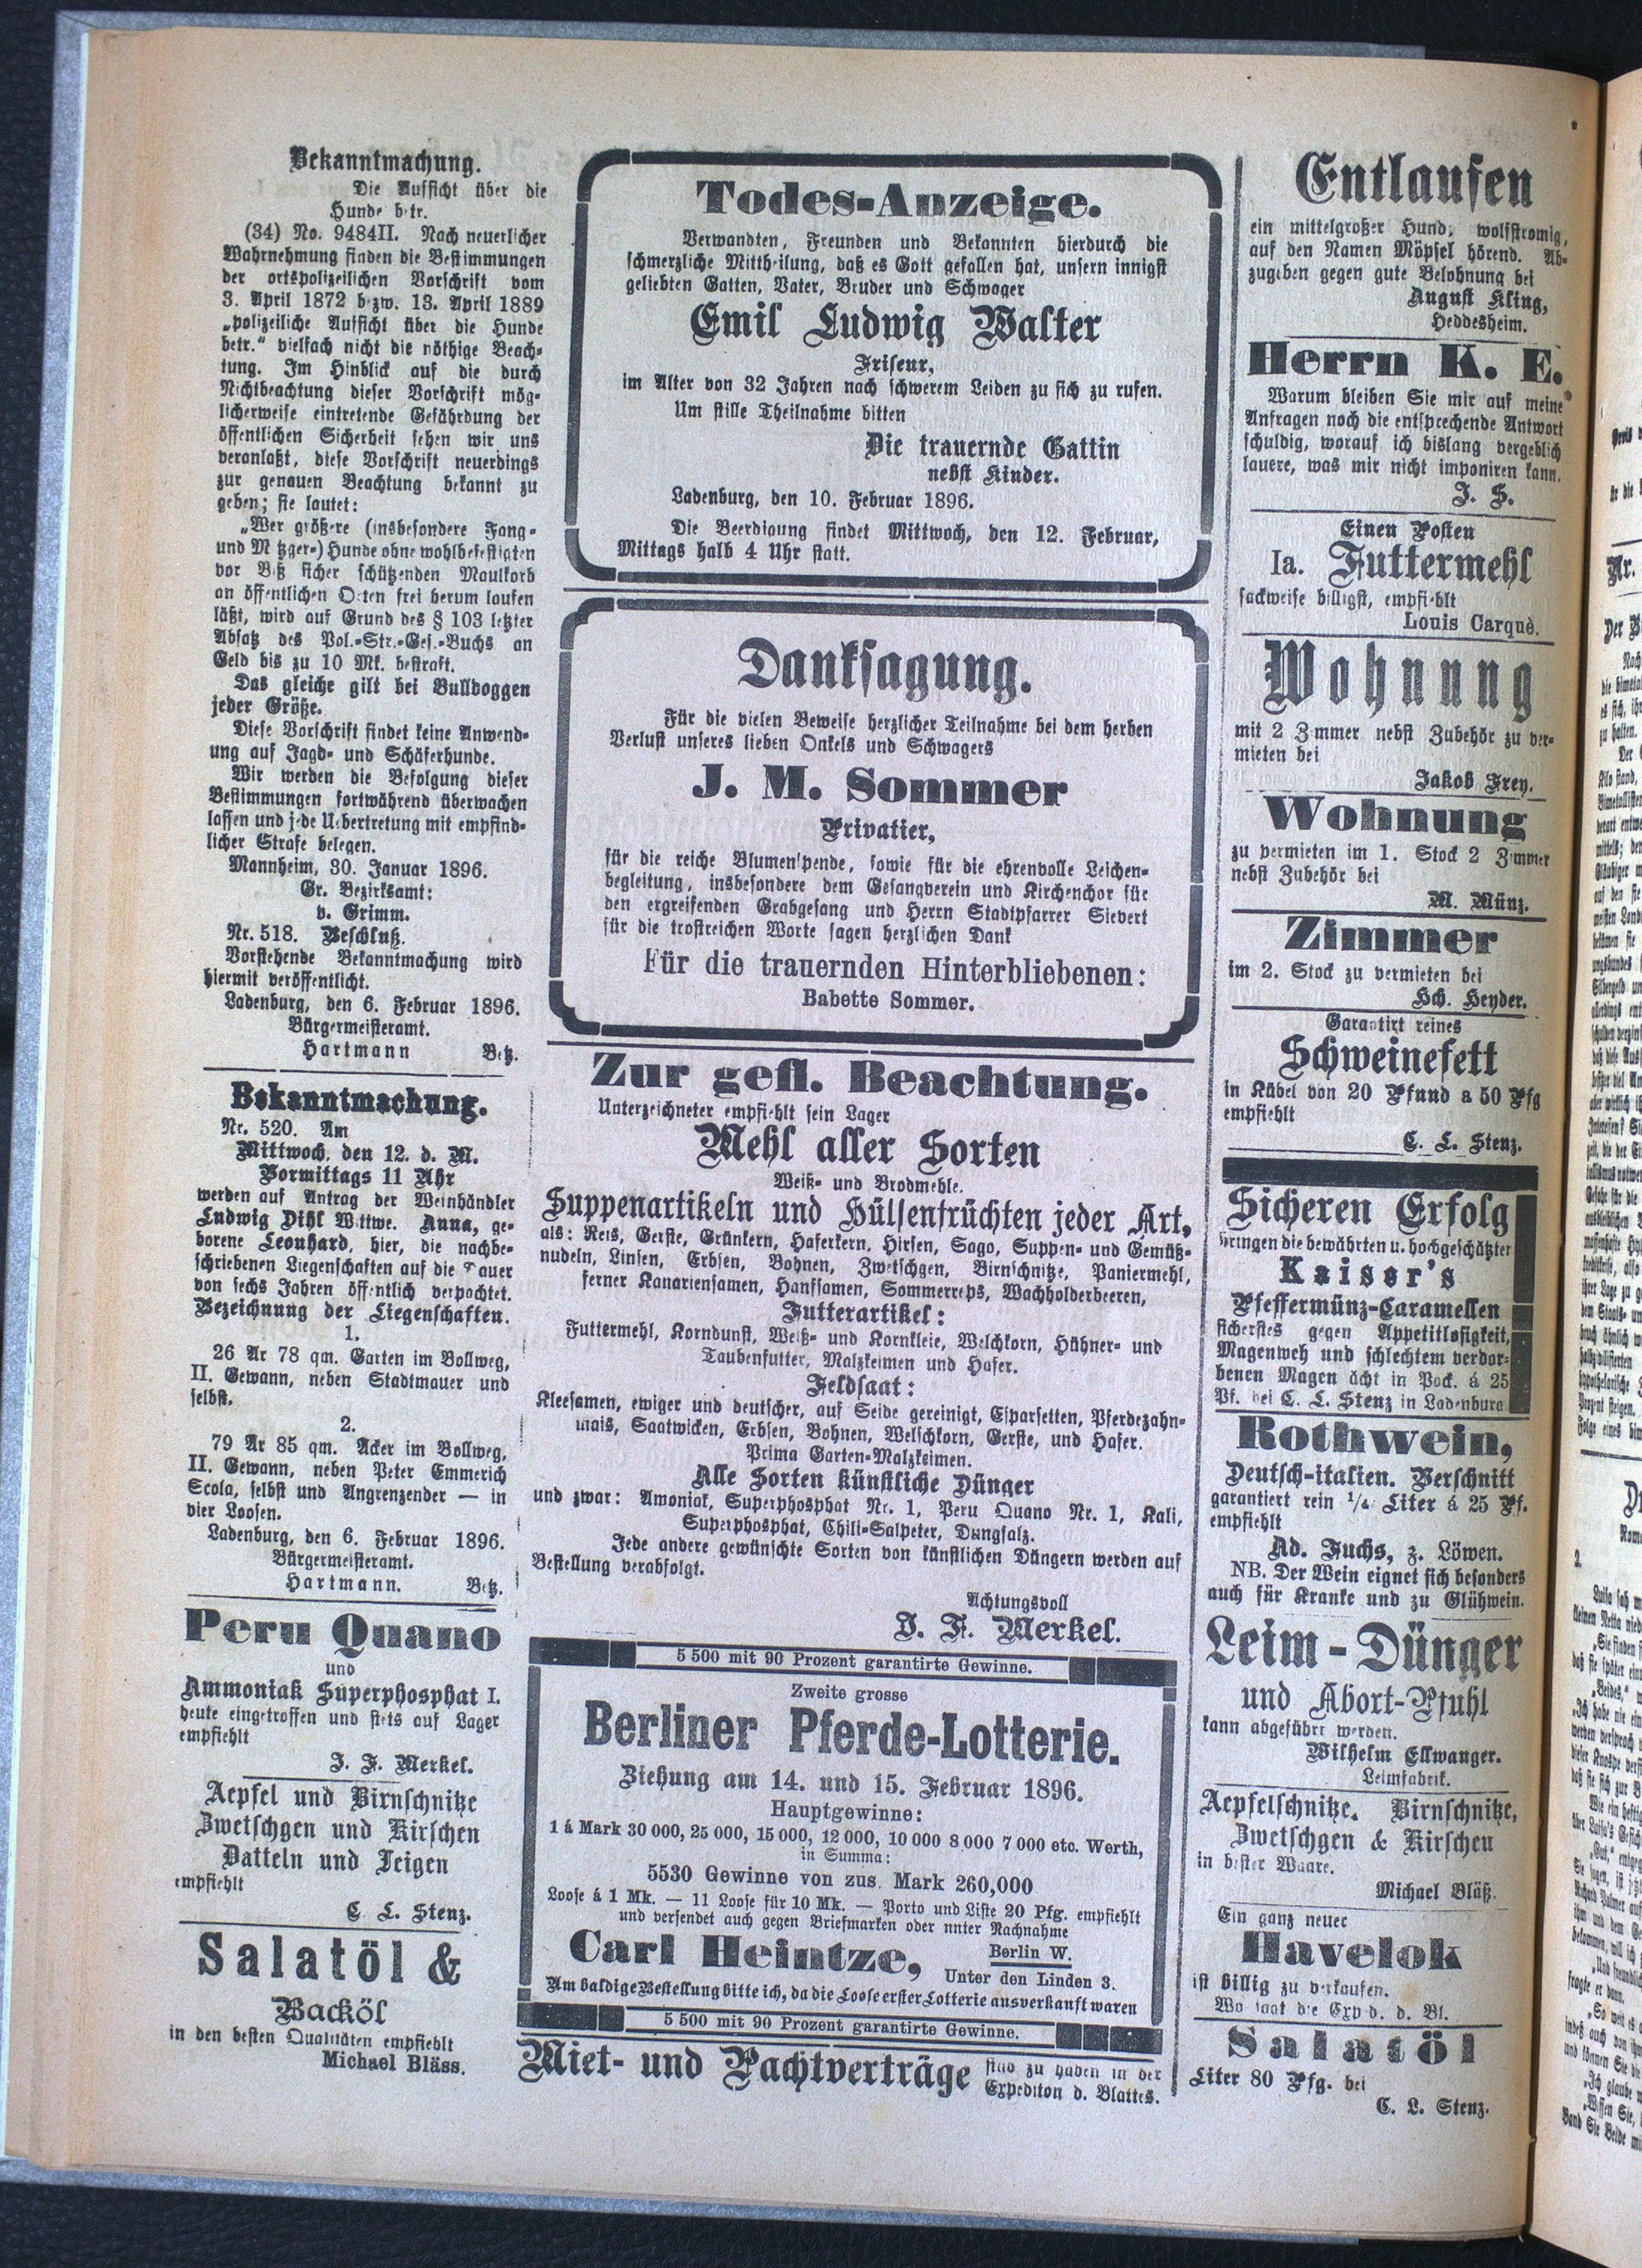 Bekanntmachung.
Die Aufsicht über die
Hunde betr.
(34) No. 9484II. Nach neuerlicher
Wahrnehmung finden die Bestimmungen
der ortspolizeilichen Vorschrift vom
3. April 1872 bezw. 13. April 1889
„polizeiliche Aufsicht über die Hunde
betr.“ vielfach nicht die nöthige Beach-
tung. Im Hinblick auf die durch
Nichtbeachtung dieser Vorschrift mög-
licherweise eintretende Gefährdung der
öffentlichen Sicherheit sehen wir uns
veranlaßt, diese Vorschrift neuerdings
zur genauen Beachtung bekannt zu
geben; sie lautet:
„Wer größere (insbesondere Fang-
und Metzger-) Hunde ohne wohlbefestigten
vor Biß sicher schützenden Maulkorb
an öffentlichen Orten frei herum laufen
läßt, wird auf Grund des § 103 letzter
Absatz des Pol.-Str.-Ges.-Buchs an
Geld bis zu 10 Mk. bestraft.
Das gleiche gilt bei Bulldoggen
jeder Größe.
Diese Vorschrift findet keine Anwend-
ung auf Jagd- und Schäferhunde.
Wir werden die Befolgung dieser
Bestimmungen fortwährend überwachen
lassen und jede Uebertretung mit empfind-
licher Strafe belegen.
Mannheim, 30. Januar 1896.
Gr. Bezirksamt:
v. Grimm.
Nr. 518. Beschluß.
Vorstehende Bekanntmachung wird
hiermit veröffentlicht.
Ladenburg, den 6. Februar 1896.
Bürgermeisteramt.
Hartmann Betz.
Bekanntmachung.
Nr. 520. Am
Mittwoch, den 12. d. M.
Vormittags 11 Uhr
werden auf Antrag der Weinhändler
Ludwig Dihl Wittwe. Anna, ge-
borene Leonhard, hier, die nachbe-
schriebenen Liegenschaften auf die Dauer
von sechs Jahren öffentlich verpachtet.
Bezeichnung der Liegenschaften.
1.
26 Ar 78 qm. Garten im Bollweg,
II. Gewann, neben Stadtmauer und
selbst.
2.
79 Ar 85 qm. Acker im Bollweg,
II. Gewann, neben Peter Emmerich
Scola, selbst und Angrenzender — in
vier Loosen.
Ladenburg, den 6. Februar 1896.
Bürgermeisteramt.
Hartmann. Betz.
Peru Quano
und
Ammoniak Superphosphat I.
heute eingetroffen und stets auf Lager
empfiehlt
J. F. Merkel.
Aepfel und Birnschnitze
Zwetschgen und Kirschen
Datteln und Feigen
empfiehlt
C. L. Stenz.
Salatöl &
Backöl
in den besten Qualitäten empfiehlt
Michael Bläss.
Todes-Anzeige.
Verwandten, Freunden und Bekannten hierdurch die
schmerzliche Mittheilung, daß es Gott gefallen hat, unsern innigst
geliebten Gatten, Vater, Bruder und Schwager
Emil Ludwig Walter
Friseur,
im Alter von 32 Jahren nach schwerem Leiden zu sich zu rufen.
Um stille Theilnahme bitten
Die trauernde Gattin
nebst Kinder.
Ladenburg, den 10. Februar 1896.
Die Beerdigung findet Mittwoch, den 12. Februar,
Mittags halb 4 Uhr statt.
Danksagung.
Für die vielen Beweise herzlicher Teilnahme bei dem herben
Verlust unseres lieben Onkels und Schwagers
J. M. Sommer
Privatier,
für die reiche Blumenspende, sowie für die ehrenvolle Leichen-
begleitung, insbesondere dem Gesangverein und Kirchenchor für
den ergreifenden Grabgesang und Herrn Stadtpfarrer Sievert
für die trostreichen Worte sagen herzlichen Dank
Für die trauernden Hinterbliebenen:
Babette Sommer.
Zur gefl. Beachtung.
Unterzeichneter empfiehlt sein Lager
Mehl aller Sorten
Weiß- und Brodmehle.
Suppenartikeln und Hülsenfrüchten jeder Art,
als: Reis, Gerste, Grünkern, Haferkern, Hirsen, Sago, Suppen- und Gemüß-
nudeln, Linsen, Erbsen, Bohnen, Zwetschgen, Birnschnitze, Paniermehl,
ferner Kanariensamen, Hanfsamen, Sommerreps, Wachholderbeeren,
Futterartikel:
Futtermehl, Korndunst, Weiß- und Kornkleie, Welchkorn, Hühner- und
Taubenfutter, Malzkeimen und Hafer.
Feldsaat:
Kleesamen, ewiger und deutscher, auf Seide gereinigt, Esparsetten, Pferdezahn-
mais, Saatwicken, Erbsen, Bohnen, Welschkorn, Gerste, und Hafer.
Prima Garten-Malzkeimen.
Alle Sorten künstliche Dünger
und zwar: Amoniak, Superphosphat Nr. 1, Peru Quano Nr. 1, Kali,
Superphosphat, Chili-Salpeter, Dungsalz.
Jede andere gewünschte Sorten von künstlichen Düngern werden auf
Bestellung verabfolgt.
Achtungsvoll
J. F. Merkel.
5 500 mit 90 Prozent garantirte Gewinne.
Zweite grosse
Berliner Pferde-Lotterie.
Ziehung am 14. und 15. Februar 1896.
Hauptgewinne:
1 á Mark 30 000, 25 000, 15 000, 12 000, 10 000 8 000 7 000 etc. Werth,
in Summa:
5530 Gewinne von zus. Mark 260,000
Loose á 1 Mk. — 11 Loose für 10 Mk. — Porto und Liste 20 Pfg. empfiehlt
und versendet auch gegen Briefmarken oder unter Nachnahme
Carl Heintze, Berlin W.
Unter den Linden 3.
Um baldige Bestellung bitte ich, da die Loose erster Lotterie ausverkauft waren
5 500 mit 90 Prozent garantirte Gewinne.
Miet- und Pachtverträge sind zu haben in der
Expediton d. Blattes.
Entlaufen
ein mittelgroßer Hund, wolfstromig,
auf den Namen Möpsel hörend. Ab-
zugeben gegen gute Belohnung bei
August Kling,
Heddesheim.
Herrn K. E.
Warum bleiben Sie mir auf meine
Anfragen noch die entsprechende Antwort
schuldig, worauf ich bislang vergeblich
lauere, was mir nicht imponiren kann.
J. S.
Einen Posten
Ia. Futtermehl
sackweise billigst, empfiehlt
Louis Carquè.
Wohnung
mit 2 Zimmer nebst Zubehör zu ver-
mieten bei
Jakob Frey.
Wohnung
zu vermieten im 1. Stock 2 Zimmer
nebst Zubehör bei
M. Münz.
Zimmer
im 2. Stock zu vermieten bei
Hch. Heyder.
Garantirt reines
Schweinefett
in Kübel von 20 Pfund a 50 Pfg
empfiehlt
C. L. Stenz.
Sicheren Erfolg
bringen die bewährten u. hochgeschätzter
Kaiser's
Pfeffermünz-Caramellen
sicherstes gegen Appetitlosigkeit,
Magenweh und schlechtem verdor-
benen Magen ächt in Pack. á 25
Pf. bei C. L. Stenz in Ladenburg
Rothwein,
Deutsch-italien. Verschnitt
garantiert rein 1/4 Liter á 25 Pf.
empfiehlt
Ad. Fuchs, z. Löwen.
NB. Der Wein eignet sich besonders
auch für Kranke und zu Glühwein.
Leim-Dünger
und Abort-Pfuhl
kann abgeführt werden.
Wilhelm Ellwanger.
Leimfabrik.
Aepfelschnitze. Birnschnitze,
Zwetschgen & Kirschen
in bester Waare.
Michael Bläß.
Ein ganz neuer
Havelok
ist billig zu verkaufen.
Wo sagt die Exped. d. Bl.
Salatöl
Liter 80 Pfg. bei
C. L. Stenz.